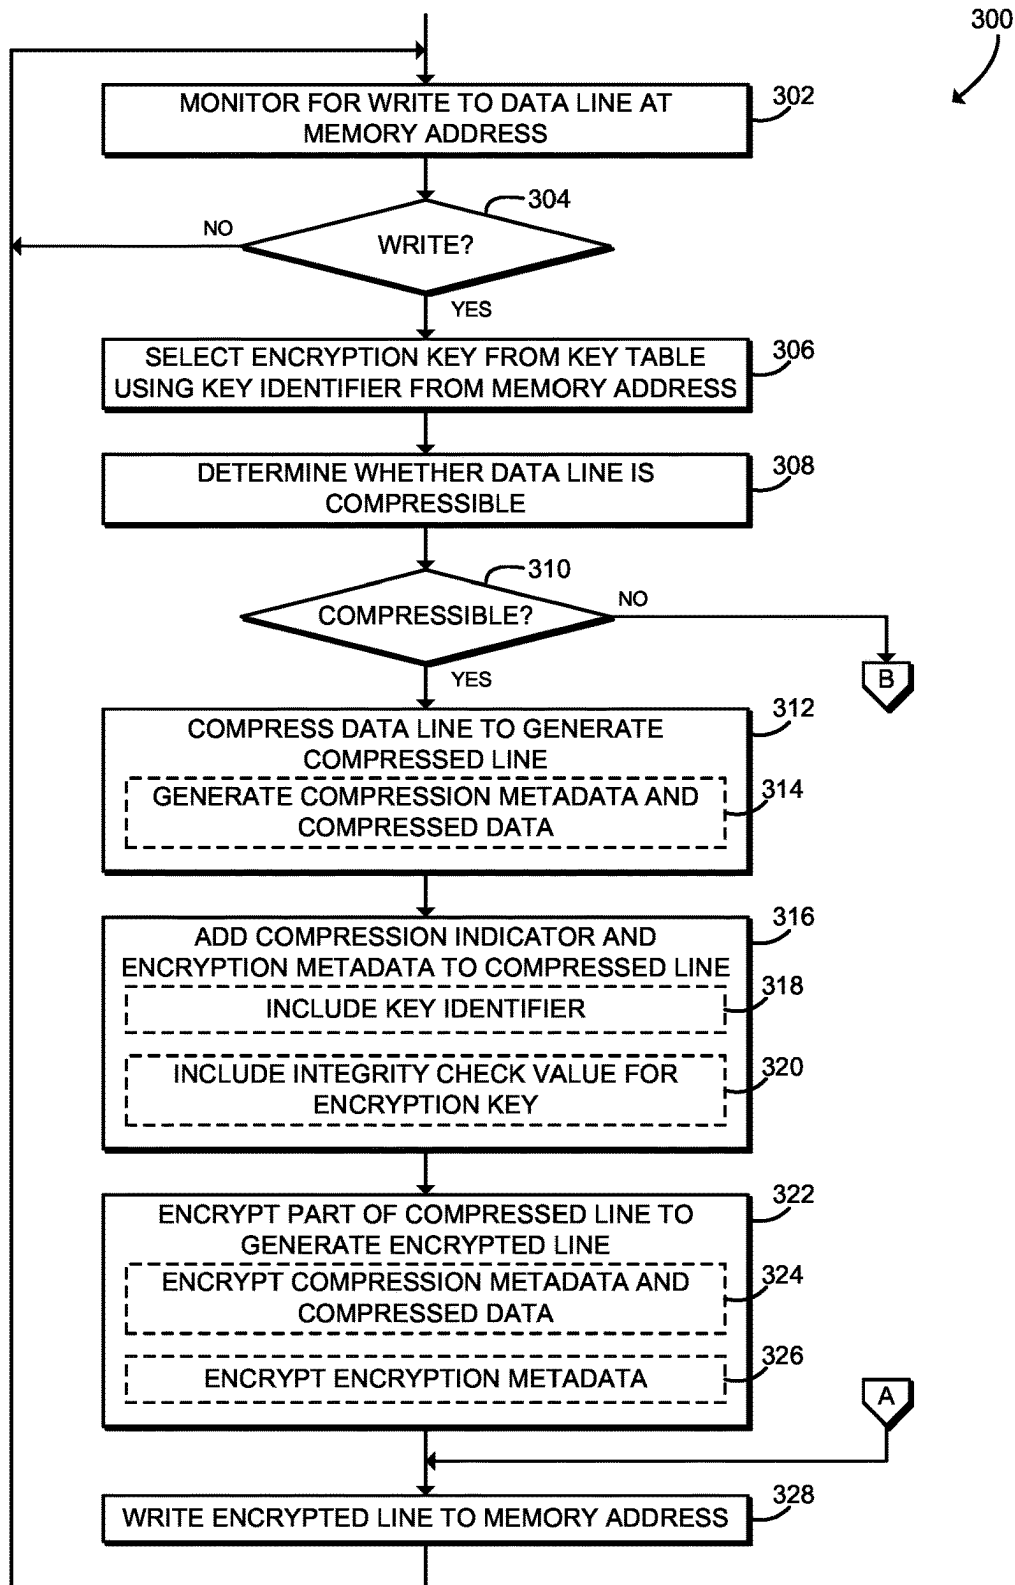 300
MONITOR FOR WRITE TO DATA LINE AT
MEMORY ADDRESS
302
304
NO
WRITE?
YES
SELECT ENCRYPTION KEY FROM KEY TABLE
USING KEY IDENTIFIER FROM MEMORY ADDRESS
306
DETERMINE WHETHER DATA LINE IS
COMPRESSIBLE
308
310
COMPRESSIBLE?
NO
YES
B
COMPRESS DATA LINE TO GENERATE
COMPRESSED LINE
312
GENERATE COMPRESSION METADATA AND
COMPRESSED DATA
314
ADD COMPRESSION INDICATOR AND
ENCRYPTION METADATA TO COMPRESSED LINE
316
INCLUDE KEY IDENTIFIER
318
INCLUDE INTEGRITY CHECK VALUE FOR
ENCRYPTION KEY
320
ENCRYPT PART OF COMPRESSED LINE TO
GENERATE ENCRYPTED LINE
322
ENCRYPT COMPRESSION METADATA AND
COMPRESSED DATA
324
ENCRYPT ENCRYPTION METADATA
326
A
WRITE ENCRYPTED LINE TO MEMORY ADDRESS
328